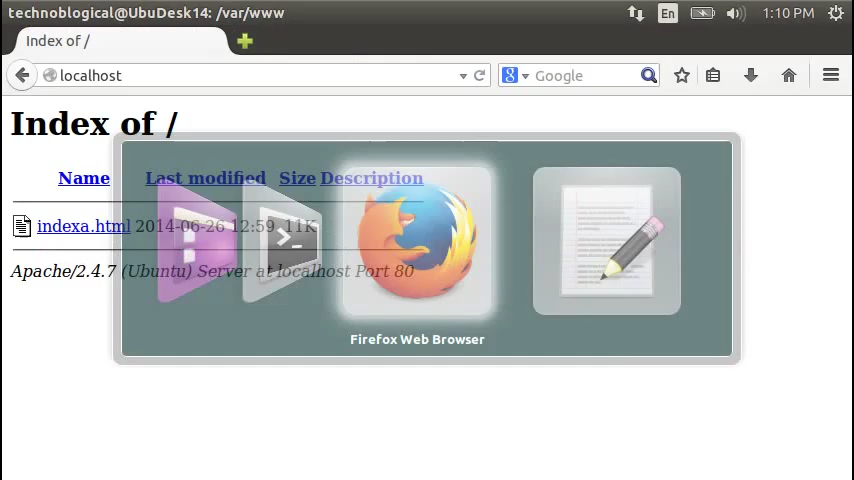 technoblogical@UbuDesk14: /var/www En 1:10 PM
Index of /
localhost 8 Google
Index of /
Name Last modified Size Description
indexa.html 2014-06-26 12:59 11K
Apache/2.4.7 (Ubuntu) Server at localhost Port 80
Firefox Web Browser